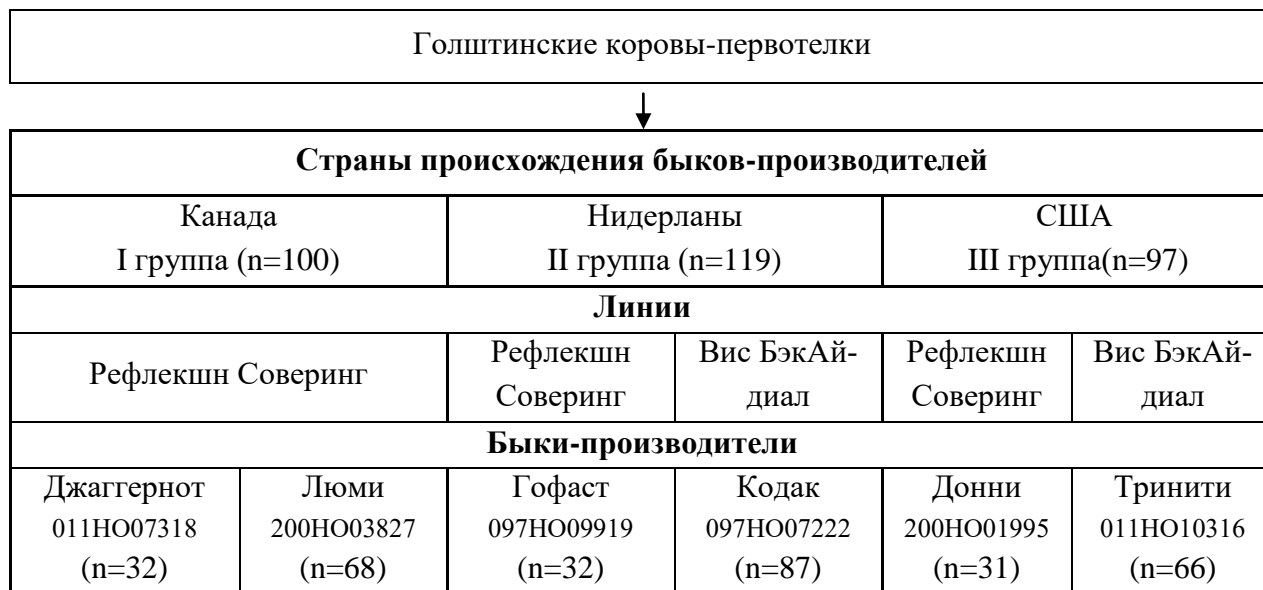 Голштинские коровы-первотелки
Страны происхождения быков-производителей
Канада
I группа (n=100)
Нидерланы
II группа (n=119)
США
III группа(n=97)
Линии
Рефлекшн Соверинг
Рефлекшн
Соверинг
Вис БэкАй-
диал
Рефлекшн
Соверинг
Вис БэкАй-
диал
Быки-производители
Джаггернот
011HO07318
(n=32)
Люми
200HO03827
(n=68)
Гофаст
097HO09919
(n=32)
Кодак
097HO07222
(n=87)
Донни
200HO01995
(n=31)
Тринити
011HO10316
(n=66)